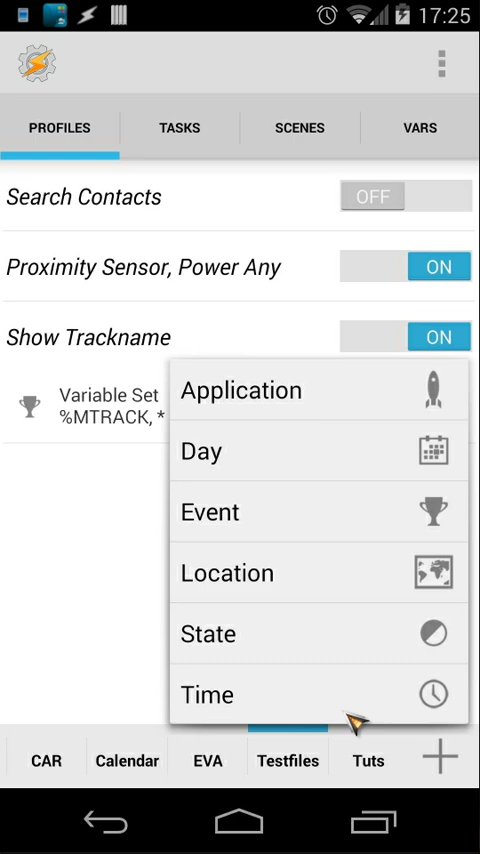 17:25
PROFILES TASKS SCENES VARS
Search Contacts OFF
Proximity Sensor, Power Any ON
Show Trackname ON
Variable Set
%MTRACK, *
Application
Day
Event
Location
State
Time
CAR Calendar EVA Testfiles Tuts